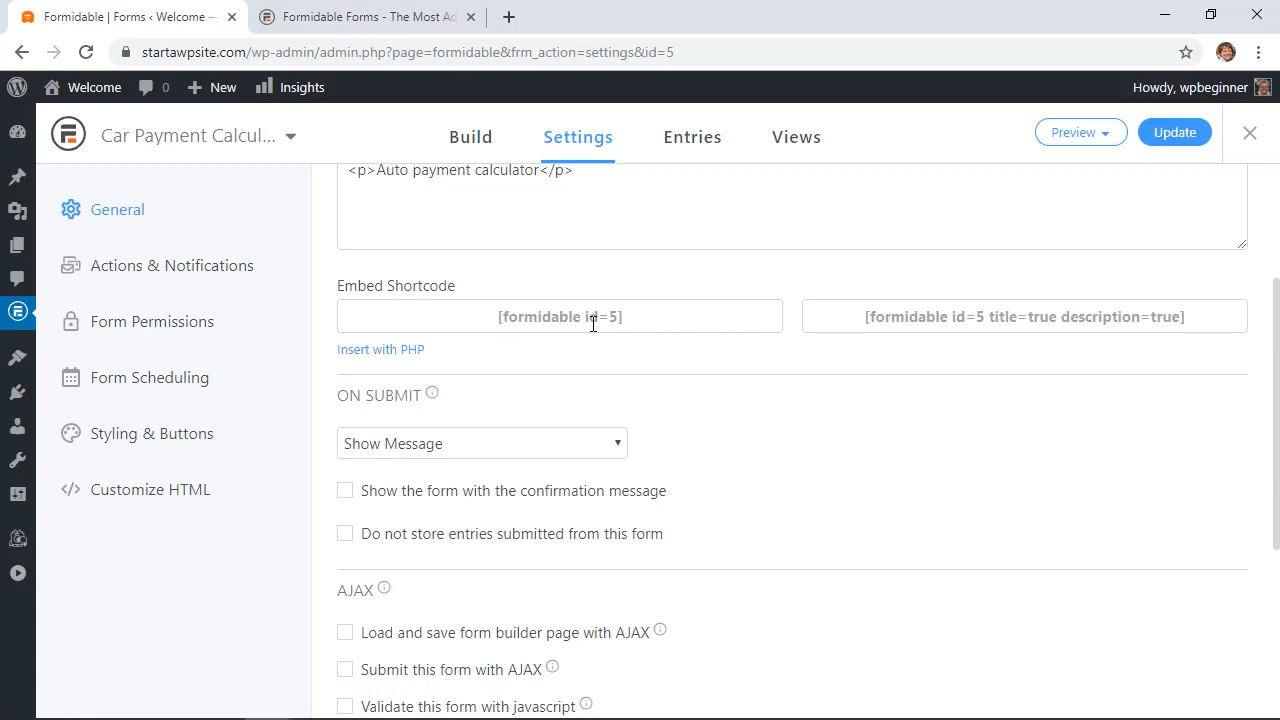 Formidable | Forms ‹ Welcome —
Formidable Forms - The Most Ad
startawpsite.com/wp-admin/admin.php?page=formidable&frm_action=settings&id=5
Welcome 0 New Insights Howdy, wpbeginner
Car Payment Calcul... Build Settings Entries Views Preview Update
<p>Auto payment calculator</p>
General
Actions & Notifications
Form Permissions
Form Scheduling
Styling & Buttons
Customize HTML
Embed Shortcode
[formidable id=5] [formidable id=5 title=true description=true]
Insert with PHP
ON SUBMIT
Show Message
Show the form with the confirmation message
Do not store entries submitted from this form
AJAX
Load and save form builder page with AJAX
Submit this form with AJAX
Validate this form with javascript